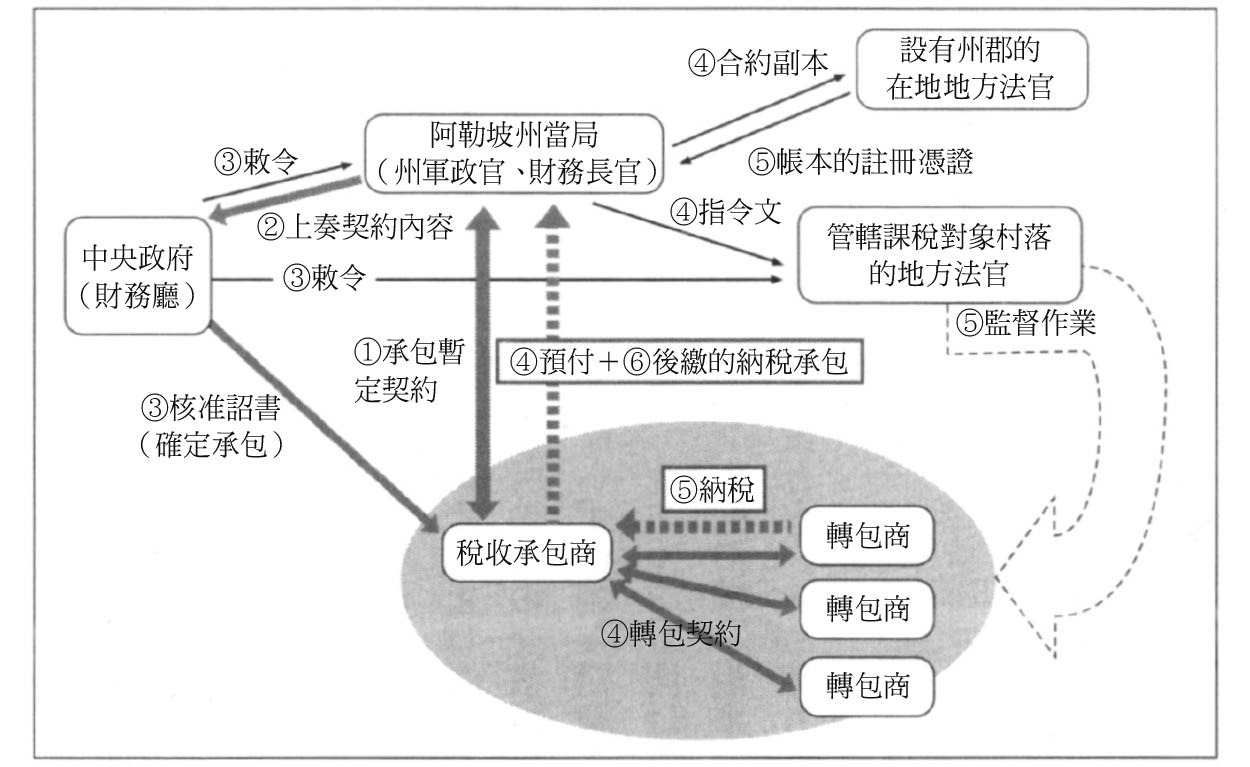 ④合約副本
設有州郡的
在地地方法官
阿勒坡州當局
（州軍政官、財務長官）
③敕令
⑤帳本的註冊憑證
②上奏契約內容
④指令文
中央政府
（財務廳）
③敕令
管轄課稅對象村落
的地方法官
⑤監督作業
①承包暫
定契約
④預付＋⑥後繳的納稅承包
③核准詔書
（確定承包）
⑤納稅
稅收承包商
轉包商
轉包商
④轉包契約
轉包商